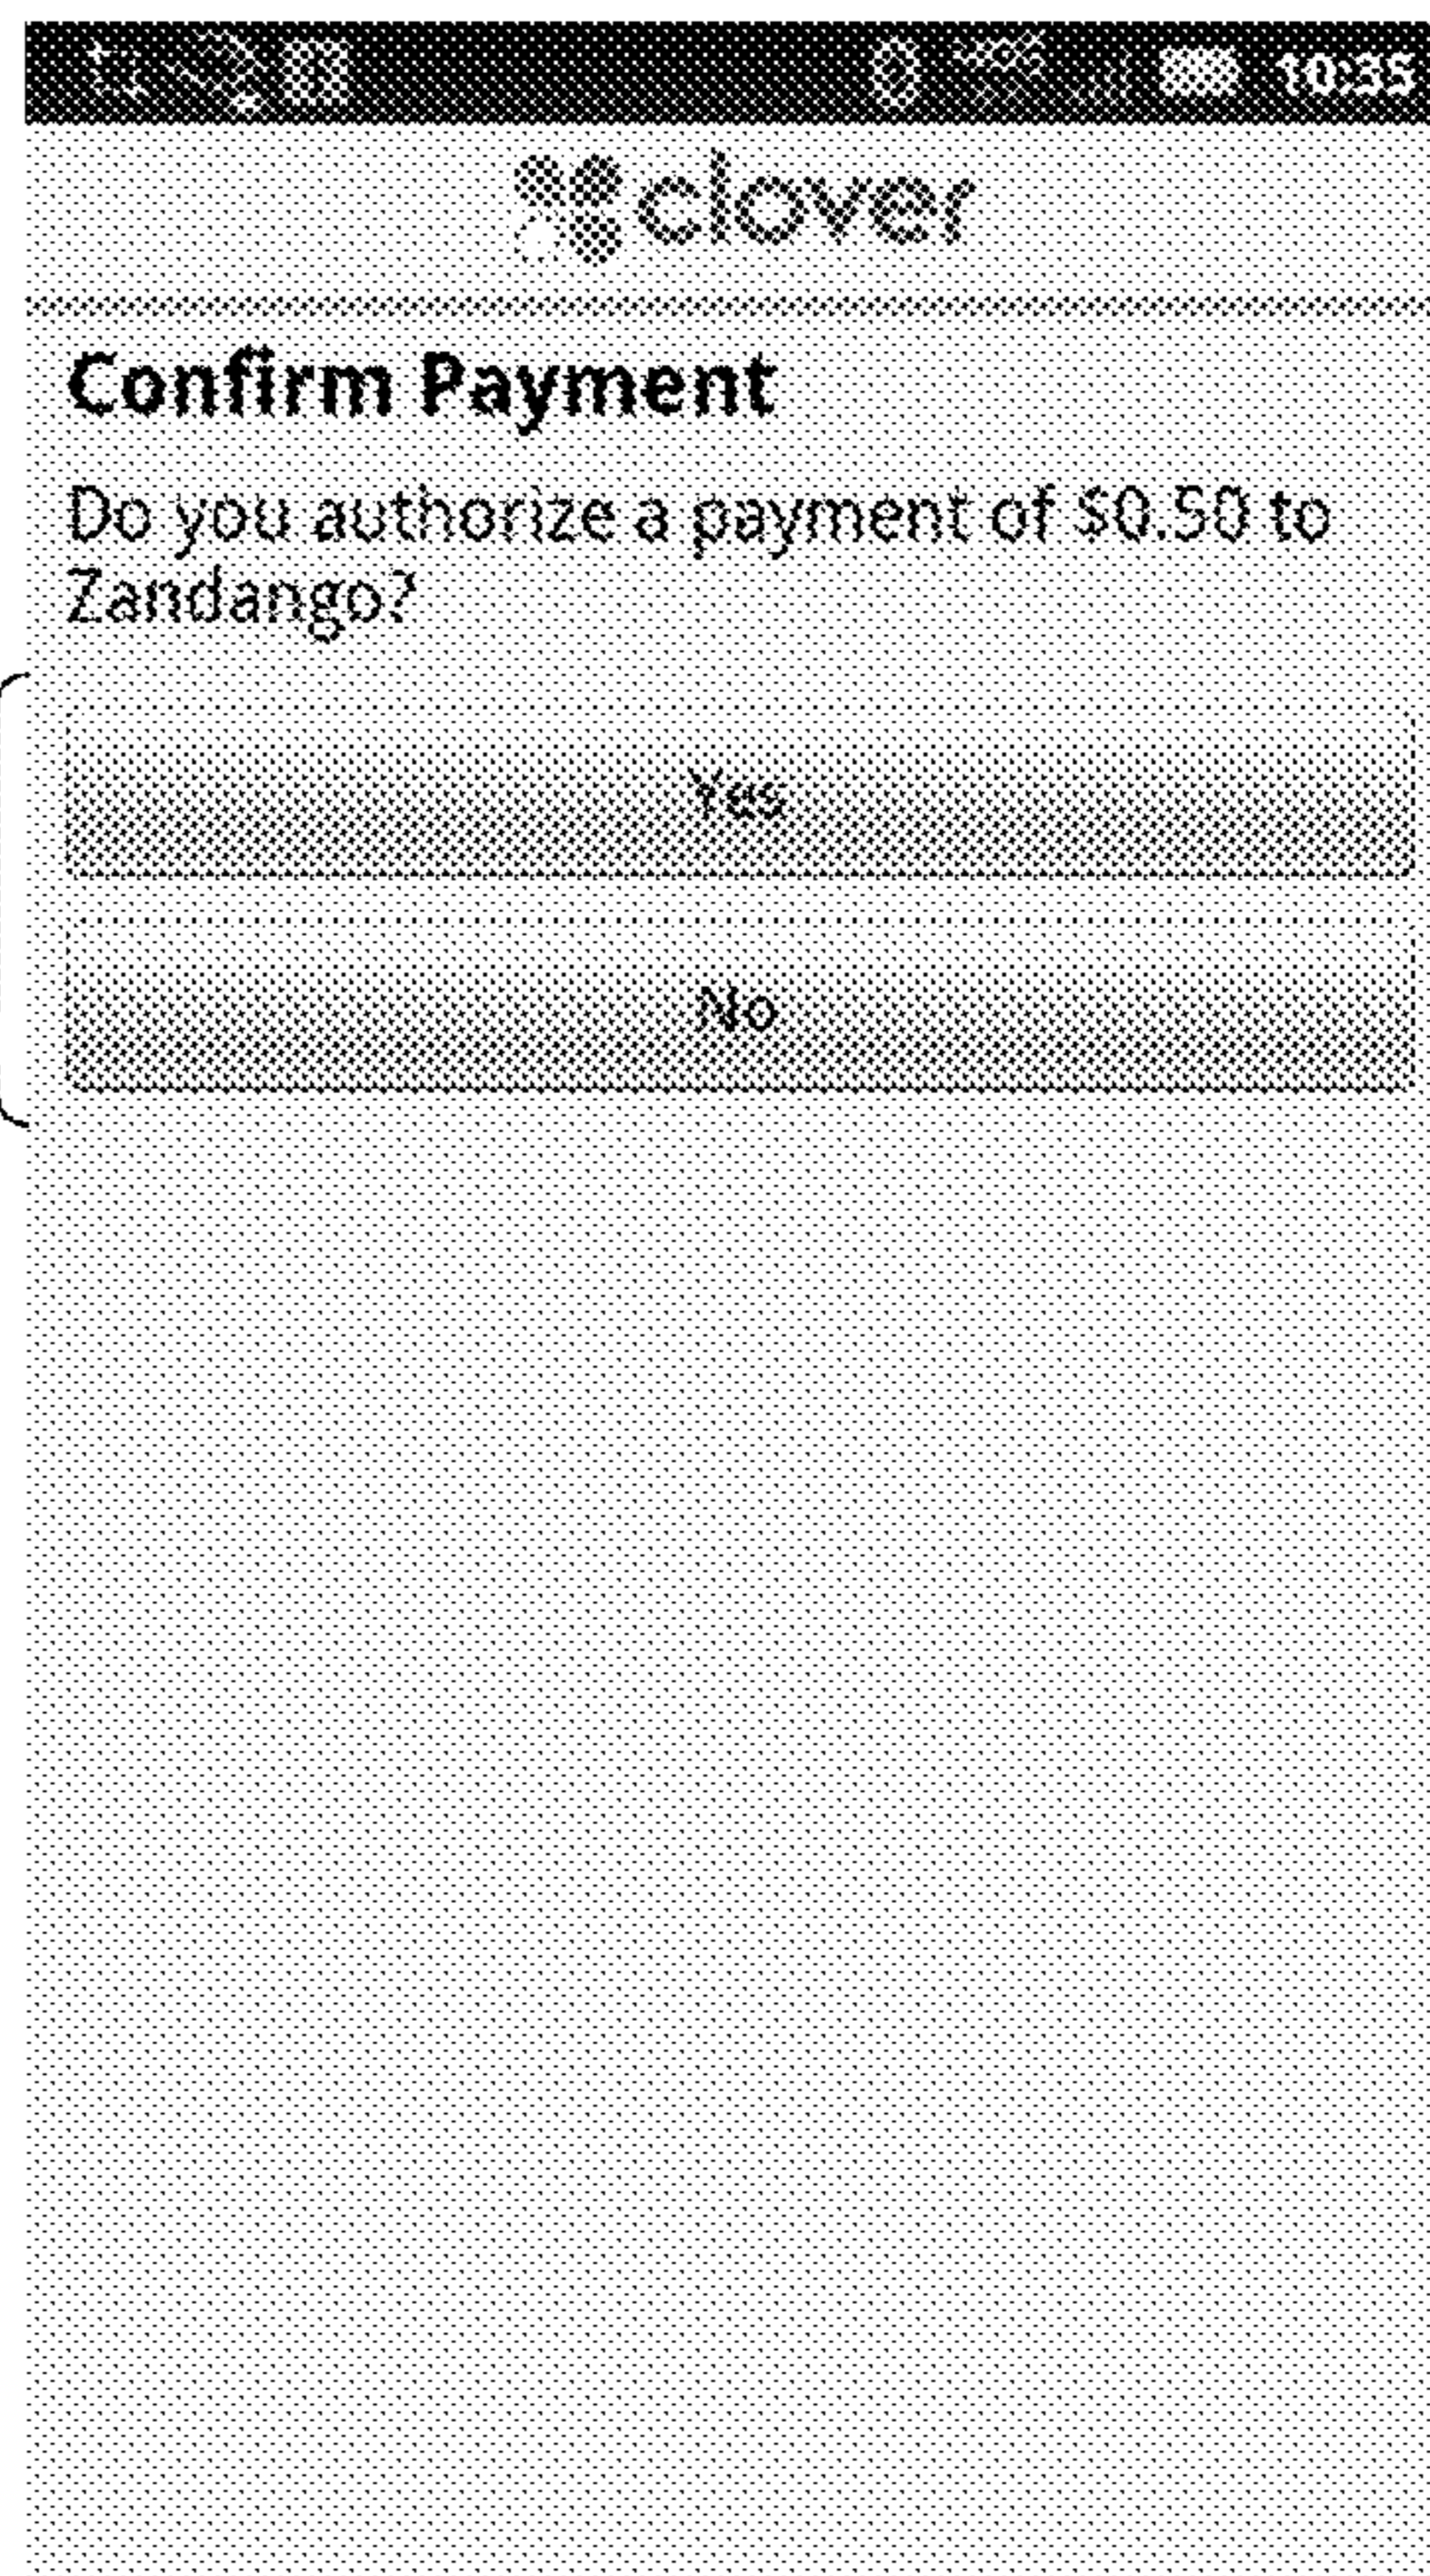 10:35
clover
Confirm Payment
Do you authorize a payment of $0.50 to
Zandango?
Yes
No